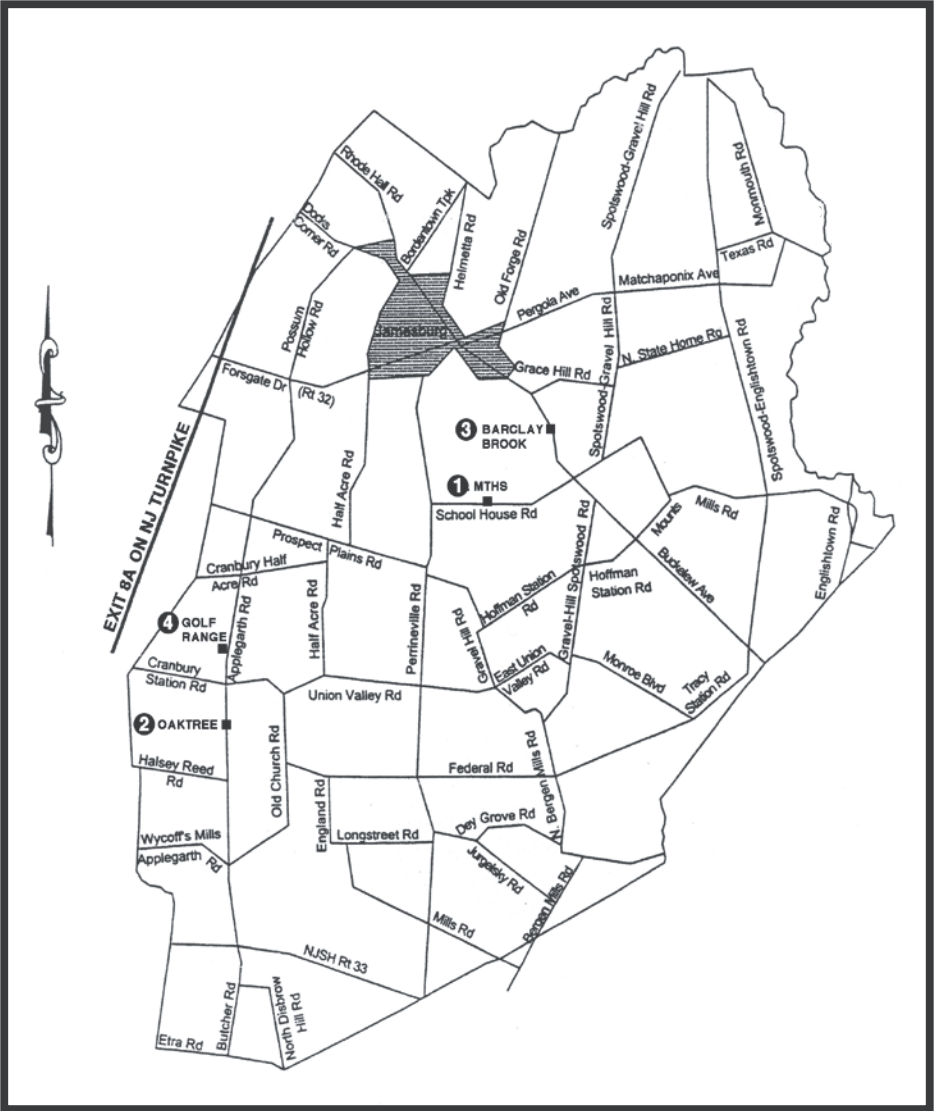 Rhode Hall Rd
Docks
Corner Rd
Bordentown Tpk
Helmetta Rd
Old Forge Rd
Spotswood-Gravel Hill Rd
Monmouth Rd
Texas Rd
Matchaponix Ave
Pergola Ave
Possum
Hollow Rd
Jamesburg
Spotswood-Gravel Hill Rd
N. State Home Rd
Grace Hill Rd
Forsgate Dr (Rt 32)
Spotswood-Englishtown Rd
3 BARCLAY
BROOK
1 MTHS
School House Rd
EXIT 8A ON NJ TURNPIKE
Half Acre Rd
Prospect Plains Rd
Mounts Mills Rd
Englishtown Rd
Buckalew Ave
Gravel-Hill Spotswood Rd
Hoffman Station
Rd
Hoffman
Station Rd
Cranbury Half
Acre Rd
Applegarth Rd
Half Acre Rd
Perrineville Rd
Gravel Hill Rd
4 GOLF
RANGE
East Union
Valley Rd
Monroe Blvd
Tracy
Station Rd
Cranbury
Station Rd
Union Valley Rd
2 OAKTREE
Old Church Rd
N. Bergen Mills Rd
Halsey Reed
Rd
Federal Rd
England Rd
Longstreet Rd
Dey Grove Rd
Jurgelsky Rd
Bergen Mills Rd
Wycoff's Mills
Applegarth Rd
Mills Rd
NJSH Rt 33
Butcher Rd
North Disbrow
Hill Rd
Etra Rd